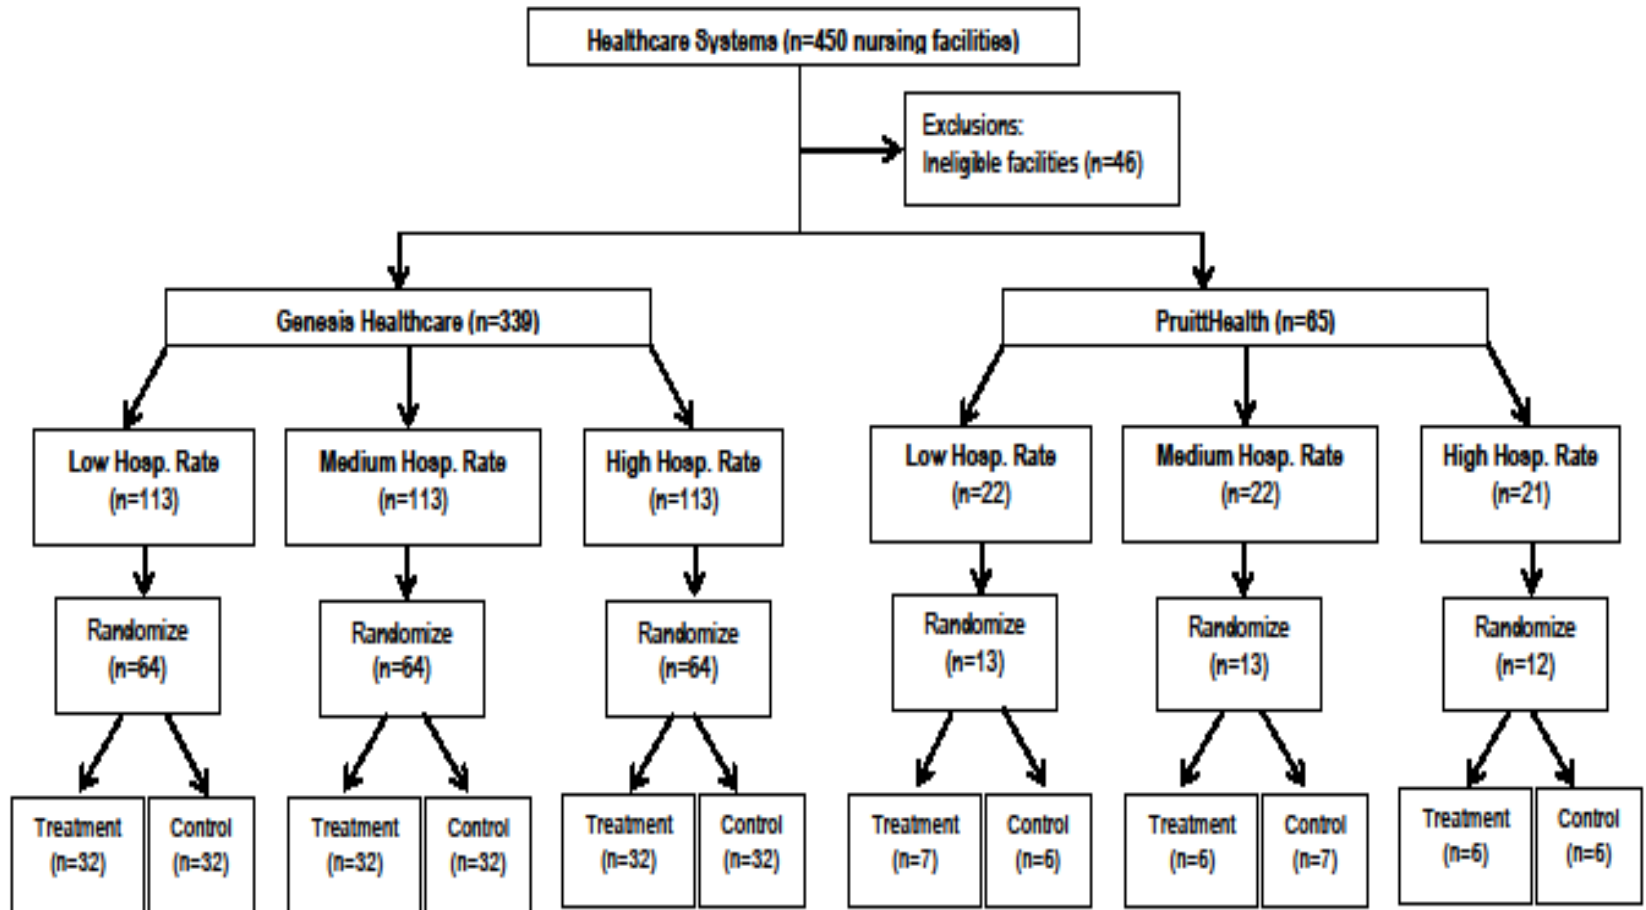 Healthcare Systems (n=450 nursing facilities)
Exclusions:
Ineligible facilities (n=46)
Genesis Healthcare (n=339)
PruittHealth (n=65)
Low Hosp. Rate
(n=113)
Medium Hosp. Rate
(n=113)
High Hosp. Rate
(n=113)
Low Hosp. Rate
(n=22)
Medium Hosp. Rate
(n=22)
High Hosp. Rate
(n=21)
Randomize
(n=64)
Randomize
(n=64)
Randomize
(n=64)
Randomize
(n=13)
Randomize
(n=13)
Randomize
(n=12)
Treatment
(n=32)
Control
(n=32)
Treatment
(n=32)
Control
(n=32)
Treatment
(n=32)
Control
(n=32)
Treatment
(n=7)
Control
(n=6)
Treatment
(n=6)
Control
(n=7)
Treatment
(n=6)
Control
(n=6)